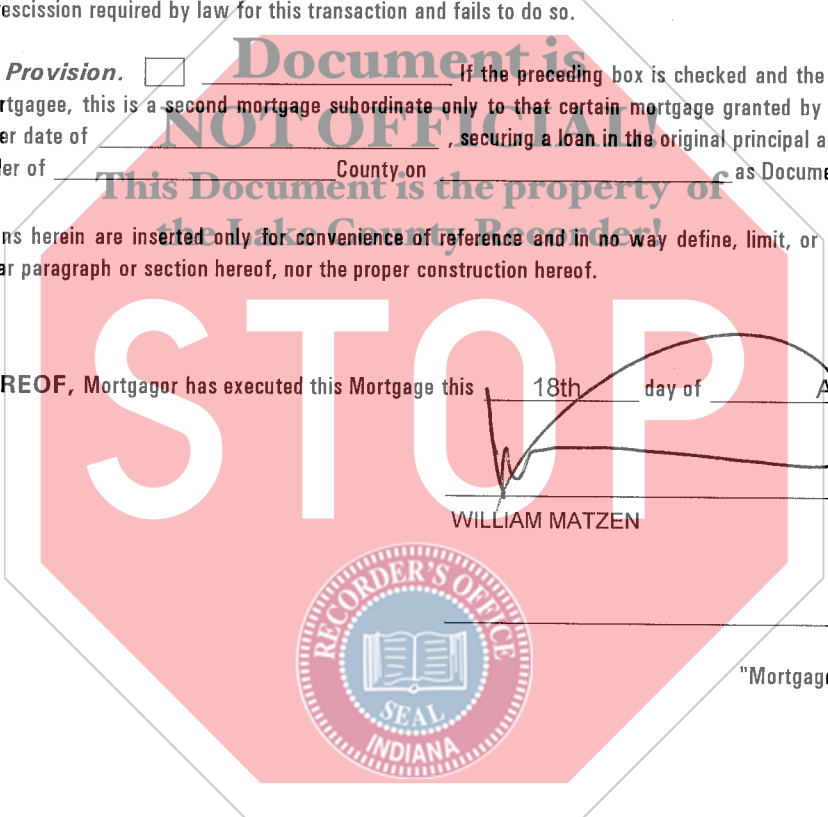 escission required by law for this transaction and fails to do so.
Document is
Provision. If the preceding box is checked and the
rtgagee, this is a second mortgage subordinate only to that certain mortgage granted by
NOT OFFICIAL!
er date of , securing a loan in the original principal a
er of County on as Docume
This Document is the property of
the Lake County Recorder!
ns herein are inserted only for convenience of reference and in no way define, limit, or
ar paragraph or section hereof, nor the proper construction hereof.
STOP
REOF, Mortgagor has executed this Mortgage this 18th day of A
WILLIAM MATZEN
RECORDER'S OFFICE
"Mortgag
SEAL
INDIANA